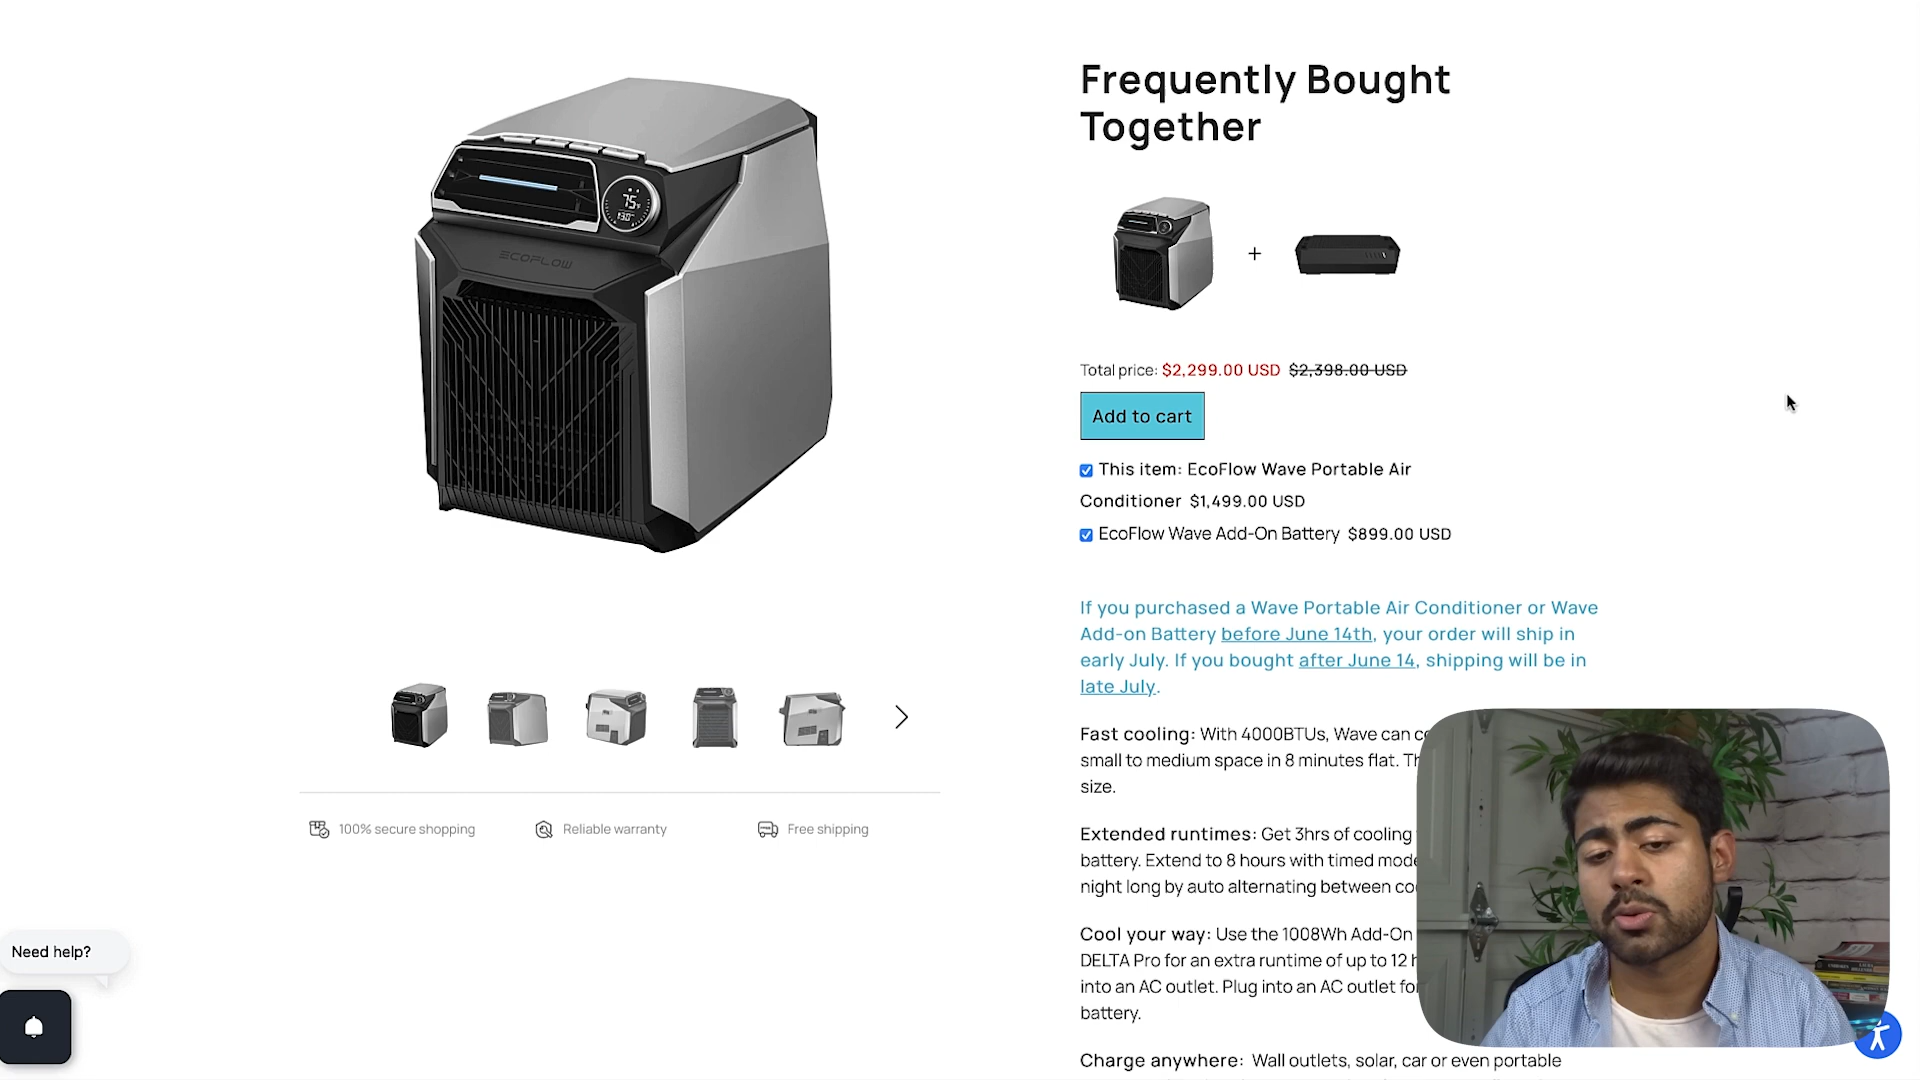 Frequently Bought
Together
75°F
ECOFLOW
+
Total price: $2,299.00 USD $2,398.00 USD
Add to cart
This item: EcoFlow Wave Portable Air
Conditioner $1,499.00 USD
EcoFlow Wave Add-On Battery $899.00 USD
If you purchased a Wave Portable Air Conditioner or Wave
Add-on Battery before June 14th, your order will ship in
early July. If you bought after June 14, shipping will be in
late July.
Fast cooling: With 4000BTUs, Wave can
small to medium space in 8 minutes flat.
size.
Extended runtimes: Get 3hrs of cooling
battery. Extend to 8 hours with timed
night long by auto alternating between
Cool your way: Use the 1008Wh Add-On
DELTA Pro for an extra runtime of up to 12
into an AC outlet. Plug into an AC outlet
battery.
Charge anywhere: Wall outlets, solar, car or even portable
100% secure shopping
Reliable warranty
Free shipping
Need help?